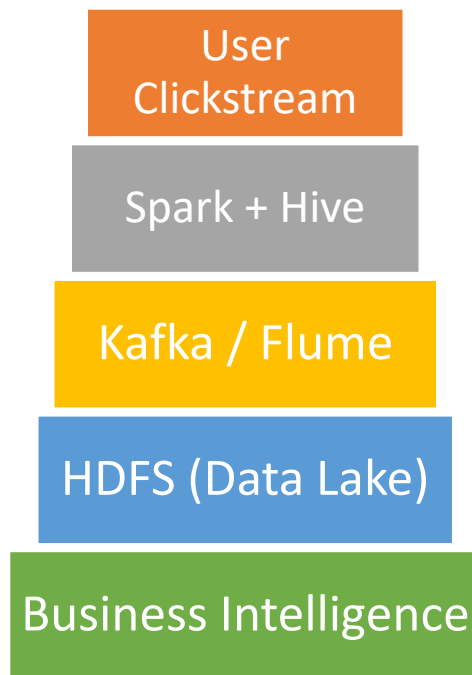 User
Clickstream
Spark + Hive
Kafka / Flume
HDFS (Data Lake)
Business Intelligence